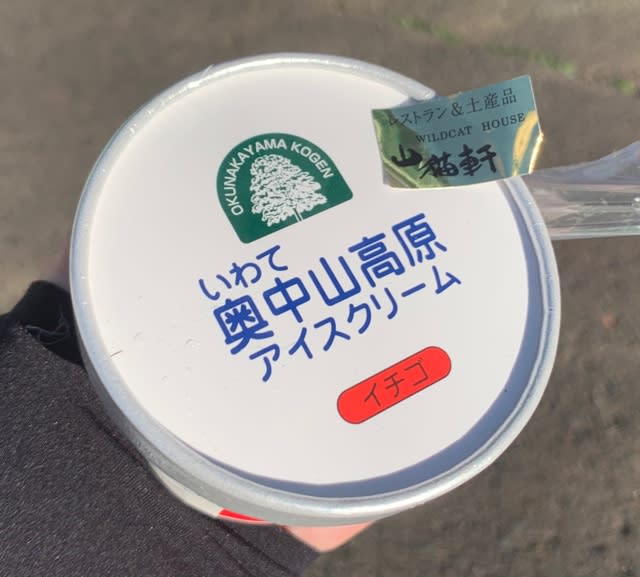 レストラン&土産品
WILDCAT HOUSE
山猫軒
OKUNAKAYAMA KOGEN
いわて
奥中山高原
アイスクリーム
イチゴ